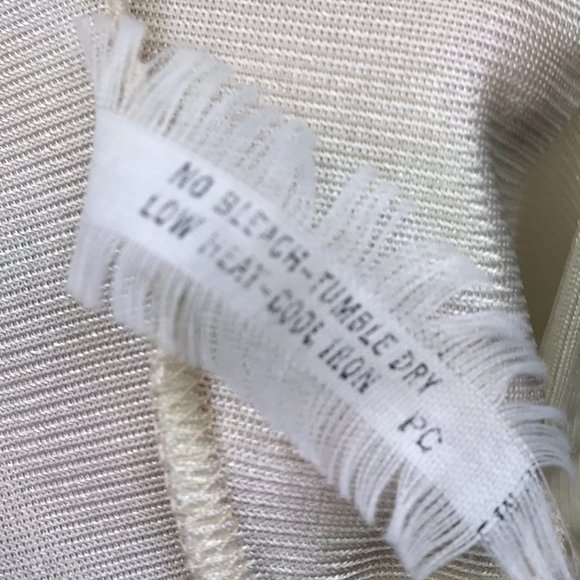 NO BLEACH-TUMBLE DRY
LOW HEAT-COOL IRON PC